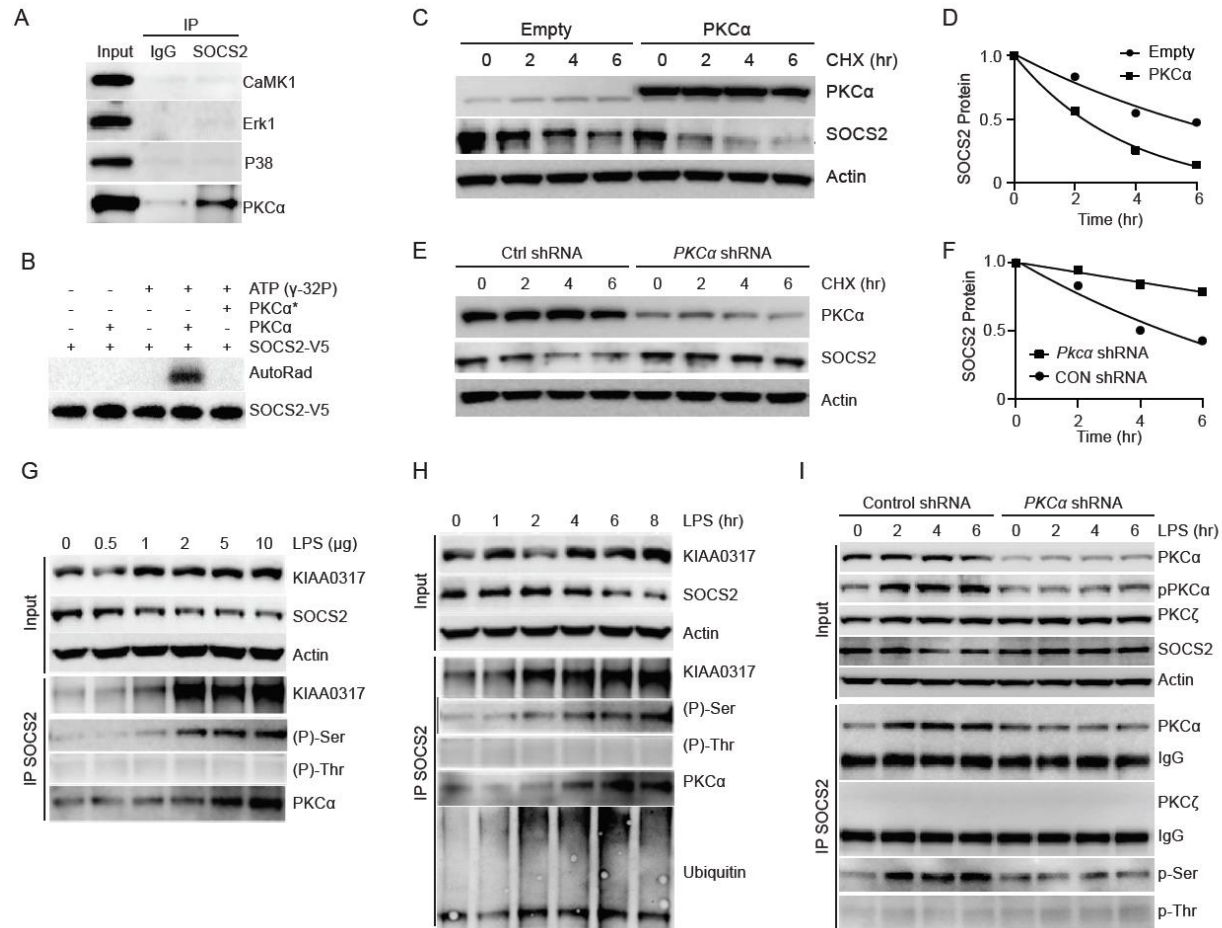 A
IP
Input IgG SOCS2
CaMK1
Erk1
P38
PKCα
B
- - + + + ATP (γ-32P)
- - - - + PKCα*
- + - + - PKCα
+ + + + + SOCS2-V5
AutoRad
SOCS2-V5
C
Empty PKCα
0 2 4 6 0 2 4 6 CHX (hr)
PKCα
SOCS2
Actin
D
1.0
0.5
0
SOCS2 Protein
Empty
PKCα
0 2 4 6
Time (hr)
E
Ctrl shRNA PKCα shRNA
0 2 4 6 0 2 4 6 CHX (hr)
PKCα
SOCS2
Actin
F
1.0
0.5
0
SOCS2 Protein
Pkcα shRNA
CON shRNA
0 2 4 6
Time (hr)
G
0 0.5 1 2 5 10 LPS (µg)
Input
KIAA0317
SOCS2
Actin
IP SOCS2
KIAA0317
(P)-Ser
(P)-Thr
PKCα
H
0 1 2 4 6 8 LPS (hr)
Input
KIAA0317
SOCS2
Actin
IP SOCS2
KIAA0317
(P)-Ser
(P)-Thr
PKCα
Ubiquitin
I
Control shRNA PKCα shRNA
0 2 4 6 0 2 4 6 LPS (hr)
Input
PKCα
pPKCα
PKCζ
SOCS2
Actin
IP SOCS2
PKCα
IgG
PKCζ
IgG
p-Ser
p-Thr